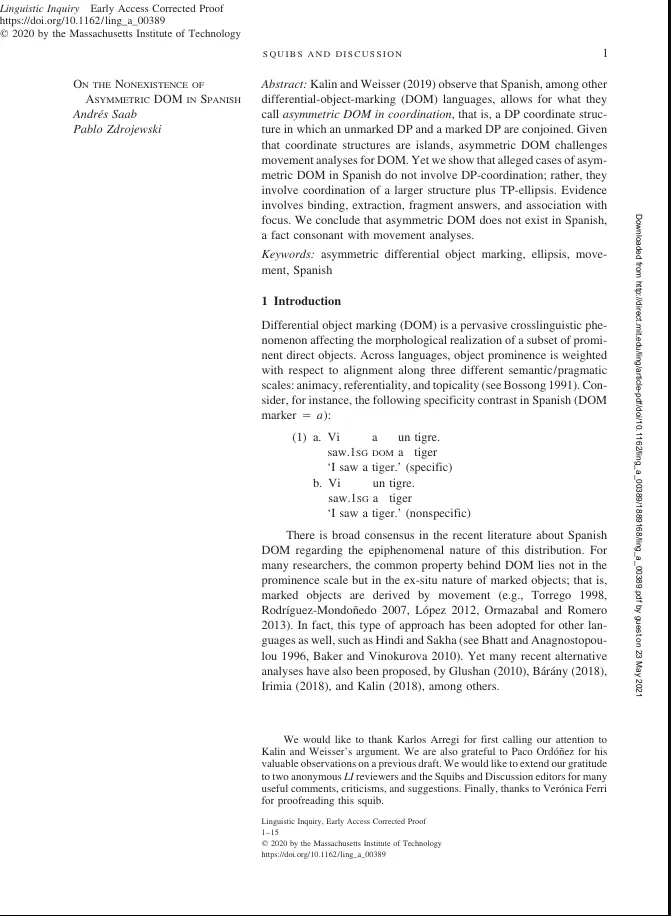 Linguistic Inquiry Early Access Corrected Proof
https://doi.org/10.1162/ling_a_00389
© 2020 by the Massachusetts Institute of Technology
SQUIBS AND DISCUSSION 1
ON THE NONEXISTENCE OF
ASYMMETRIC DOM IN SPANISH
Andrés Saab
Pablo Zdrojewski
Abstract: Kalin and Weisser (2019) observe that Spanish, among other
differential-object-marking (DOM) languages, allows for what they
call asymmetric DOM in coordination, that is, a DP coordinate struc-
ture in which an unmarked DP and a marked DP are conjoined. Given
that coordinate structures are islands, asymmetric DOM challenges
movement analyses for DOM. Yet we show that alleged cases of asym-
metric DOM in Spanish do not involve DP-coordination; rather, they
involve coordination of a larger structure plus TP-ellipsis. Evidence
involves binding, extraction, fragment answers, and association with
focus. We conclude that asymmetric DOM does not exist in Spanish,
a fact consonant with movement analyses.
Keywords: asymmetric differential object marking, ellipsis, move-
ment, Spanish
1 Introduction
Differential object marking (DOM) is a pervasive crosslinguistic phe-
nomenon affecting the morphological realization of a subset of promi-
nent direct objects. Across languages, object prominence is weighted
with respect to alignment along three different semantic/pragmatic
scales: animacy, referentiality, and topicality (see Bossong 1991). Con-
sider, for instance, the following specificity contrast in Spanish (DOM
marker = a):
(1) a. Vi a un tigre.
saw.1SG DOM a tiger
‘I saw a tiger.’ (specific)
b. Vi un tigre.
saw.1SG a tiger
‘I saw a tiger.’ (nonspecific)
There is broad consensus in the recent literature about Spanish
DOM regarding the epiphenomenal nature of this distribution. For
many researchers, the common property behind DOM lies not in the
prominence scale but in the ex-situ nature of marked objects; that is,
marked objects are derived by movement (e.g., Torrego 1998,
Rodríguez-Mondoñedo 2007, López 2012, Ormazabal and Romero
2013). In fact, this type of approach has been adopted for other lan-
guages as well, such as Hindi and Sakha (see Bhatt and Anagnostopou-
lou 1996, Baker and Vinokurova 2010). Yet many recent alternative
analyses have also been proposed, by Glushan (2010), Bárány (2018),
Irimia (2018), and Kalin (2018), among others.
We would like to thank Karlos Arregi for first calling our attention to
Kalin and Weisser’s argument. We are also grateful to Paco Ordóñez for his
valuable observations on a previous draft. We would like to extend our gratitude
to two anonymous LI reviewers and the Squibs and Discussion editors for many
useful comments, criticisms, and suggestions. Finally, thanks to Verónica Ferri
for proofreading this squib.
Linguistic Inquiry, Early Access Corrected Proof
1–15
© 2020 by the Massachusetts Institute of Technology
https://doi.org/10.1162/ling_a_00389
Downloaded from http://direct.mit.edu/ling/article-pdf/doi/10.1162/ling_a_00389/1889168/ling_a_00389.pdf by guest on 23 May 2021